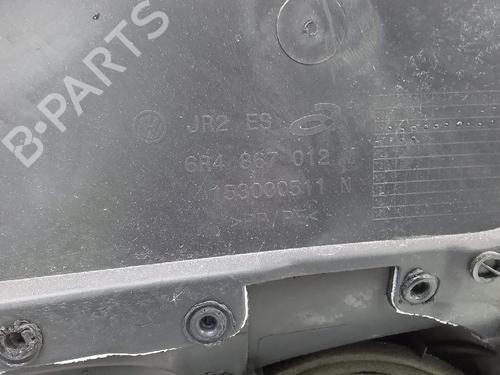 B-PARTS
JR2 ES
6R4 867 012
153000511 N
>PP/PE<